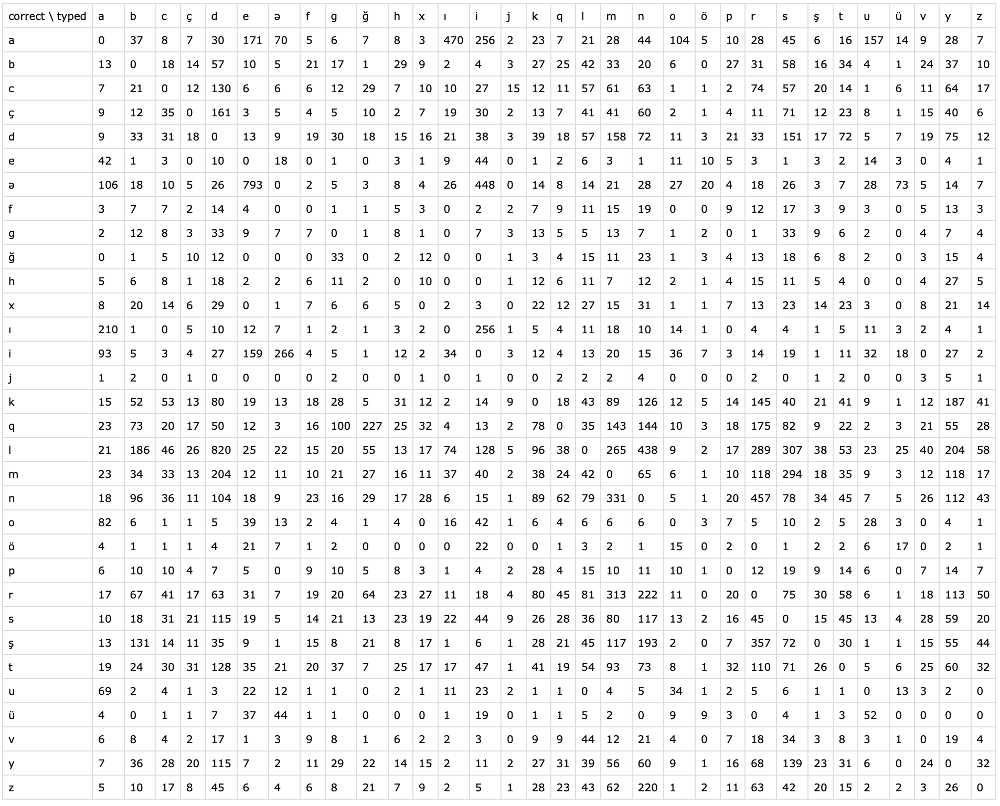 correct \ typed a b c ç d e ə f g ğ h x ı i j k q l m n o ö p r s ş t u ü v y z
a 0 37 8 7 30 171 70 5 6 7 8 3 470 256 2 23 7 21 28 44 104 5 10 28 45 6 16 157 14 9 28 7
b 13 0 18 14 57 10 5 21 17 1 29 9 2 4 3 27 25 42 33 20 6 0 27 31 58 16 34 4 1 24 37 10
c 7 21 0 12 130 6 6 6 12 29 7 10 10 27 15 12 11 57 61 63 1 1 2 74 57 20 14 1 6 11 64 17
ç 9 12 35 0 161 3 5 4 5 10 2 7 19 30 2 13 7 41 41 60 2 1 4 11 71 12 23 8 1 15 40 6
d 9 33 31 18 0 13 9 19 30 18 15 16 21 38 3 39 18 57 158 72 11 3 21 33 151 17 72 5 7 19 75 12
e 42 1 3 0 10 0 18 0 1 0 3 1 9 44 0 1 2 6 3 1 11 10 5 3 1 3 2 14 3 0 4 1
ə 106 18 10 5 26 793 0 2 5 3 8 4 26 448 0 14 8 14 21 28 27 20 4 18 26 3 7 28 73 5 14 7
f 3 7 7 2 14 4 0 0 1 1 5 3 0 2 2 7 9 11 15 19 0 0 9 12 17 3 9 3 0 5 13 3
g 2 12 8 3 33 9 7 7 0 1 8 1 0 7 3 13 5 5 13 7 1 2 0 1 33 9 6 2 0 4 7 4
ğ 0 1 5 10 12 0 0 0 33 0 2 12 0 0 1 3 4 15 11 23 1 3 4 13 18 6 8 2 0 3 15 4
h 5 6 8 1 18 2 2 6 11 2 0 10 0 0 1 12 6 11 7 12 2 1 4 15 11 5 4 0 0 4 27 5
x 8 20 14 6 29 0 1 7 6 6 5 0 2 3 0 22 12 27 15 31 1 1 7 13 23 14 23 3 0 8 21 14
ı 210 1 0 5 10 12 7 1 2 1 3 2 0 256 1 5 4 11 18 10 14 1 0 4 4 1 5 11 3 2 4 1
i 93 5 3 4 27 159 266 4 5 1 12 2 34 0 3 12 4 13 20 15 36 7 3 14 19 1 11 32 18 0 27 2
j 1 2 0 1 0 0 0 0 2 0 0 1 0 1 0 0 2 2 2 4 0 0 0 2 0 1 2 0 0 3 5 1
k 15 52 53 13 80 19 13 18 28 5 31 12 2 14 9 0 18 43 89 126 12 5 14 145 40 21 41 9 1 12 187 41
q 23 73 20 17 50 12 3 16 100 227 25 32 4 13 2 78 0 35 143 144 10 3 18 175 82 9 22 2 3 21 55 28
l 21 186 46 26 820 25 22 15 20 55 13 17 74 128 5 96 38 0 265 438 9 2 17 289 307 38 53 23 25 40 204 58
m 23 34 33 13 204 12 11 10 21 27 16 11 37 40 2 38 24 42 0 65 6 1 10 118 294 18 35 9 3 12 118 17
n 18 96 36 11 104 18 9 23 16 29 17 28 6 15 1 89 62 79 331 0 5 1 20 457 78 34 45 7 5 26 112 43
o 82 6 1 1 5 39 13 2 4 1 4 0 16 42 1 6 4 6 6 6 0 3 7 5 10 2 5 28 3 0 4 1
ö 4 1 1 1 4 21 7 1 2 0 0 0 0 22 0 0 1 3 2 1 15 0 2 0 1 2 2 6 17 0 2 1
p 6 10 10 4 7 5 0 9 10 5 8 3 1 4 2 28 4 15 10 11 10 1 0 12 19 9 14 6 0 7 14 7
r 17 67 41 17 63 31 7 19 20 64 23 27 11 18 4 80 45 81 313 222 11 0 20 0 75 30 58 6 1 18 113 50
s 10 18 31 21 115 19 5 14 21 13 23 19 22 44 9 26 28 36 80 117 13 2 16 45 0 15 45 13 4 28 59 20
ş 13 131 14 11 35 9 1 15 8 21 8 17 1 6 1 28 21 45 117 193 2 0 7 357 72 0 30 1 1 15 55 44
t 19 24 30 31 128 35 21 20 37 7 25 17 17 47 1 41 19 54 93 73 8 1 32 110 71 26 0 5 6 25 60 32
u 69 2 4 1 3 22 12 1 1 0 2 1 11 23 2 1 1 0 4 5 34 1 2 5 6 1 1 0 13 3 2 0
ü 4 0 1 1 7 37 44 1 1 0 0 0 1 19 0 1 1 5 2 0 9 9 3 0 4 1 3 52 0 0 0 0
v 6 8 4 2 17 1 3 9 8 1 6 2 2 3 0 9 9 44 12 21 4 0 7 18 34 3 8 3 1 0 19 4
y 7 36 28 20 115 7 2 11 29 22 14 15 2 11 2 27 31 39 56 60 9 1 16 68 139 23 31 6 0 24 0 32
z 5 10 17 8 45 6 4 6 8 21 7 9 2 5 1 28 23 43 62 220 1 2 11 63 42 20 15 2 2 3 26 0